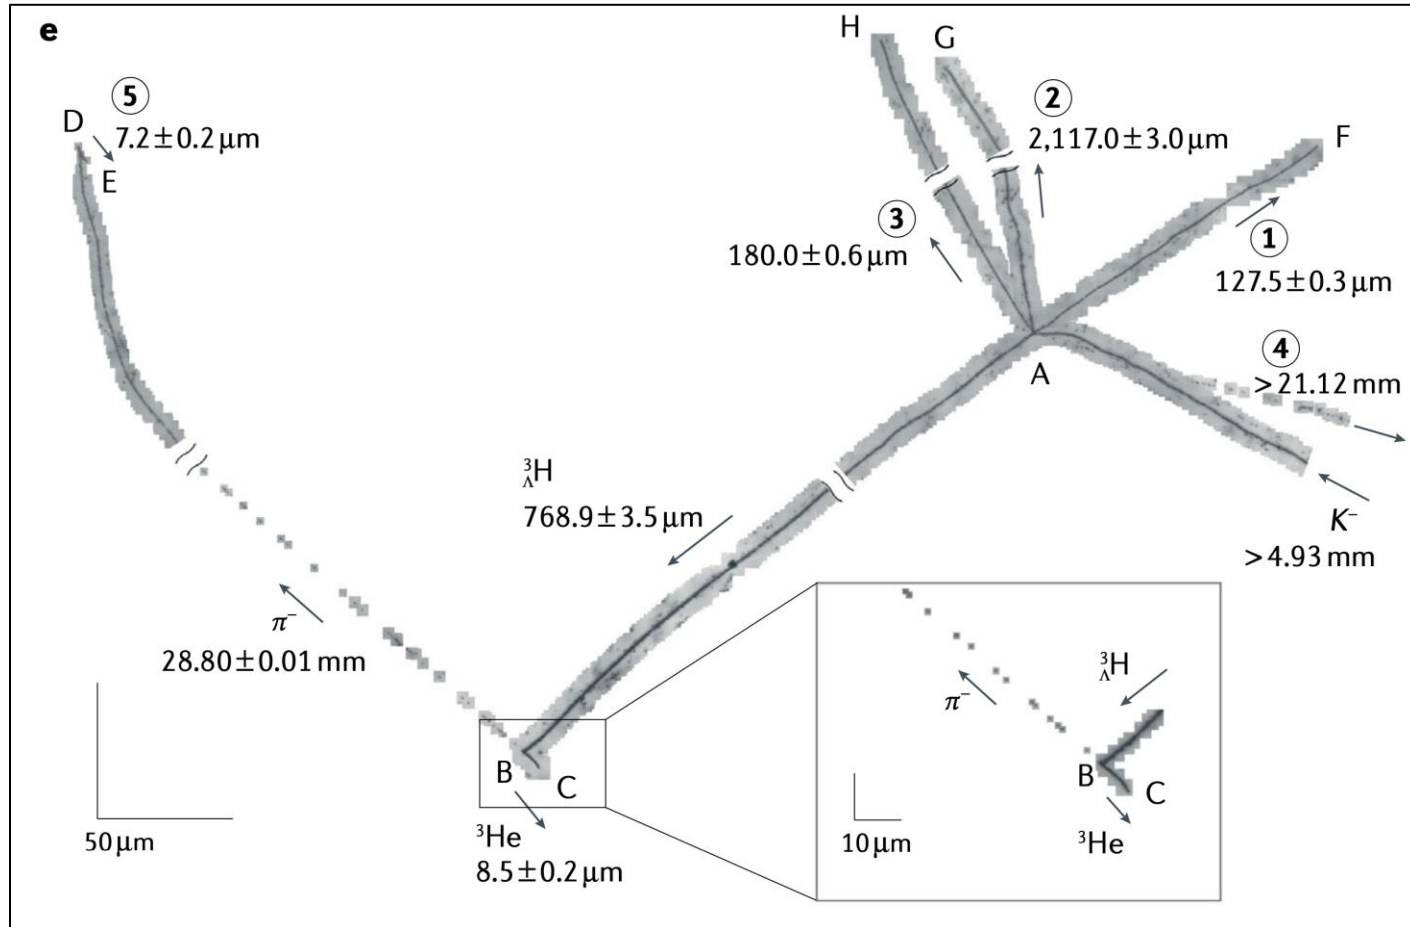 e
H
G
⑤
D
7.2±0.2 μm
E
②
2,117.0±3.0 μm
F
③
180.0±0.6 μm
①
127.5±0.3 μm
A
④
>21.12 mm
K⁻
>4.93 mm
³ΛH
768.9±3.5 μm
π⁻
28.80±0.01 mm
B
C
³He
8.5±0.2 μm
50 μm
³ΛH
π⁻
B
C
³He
10 μm